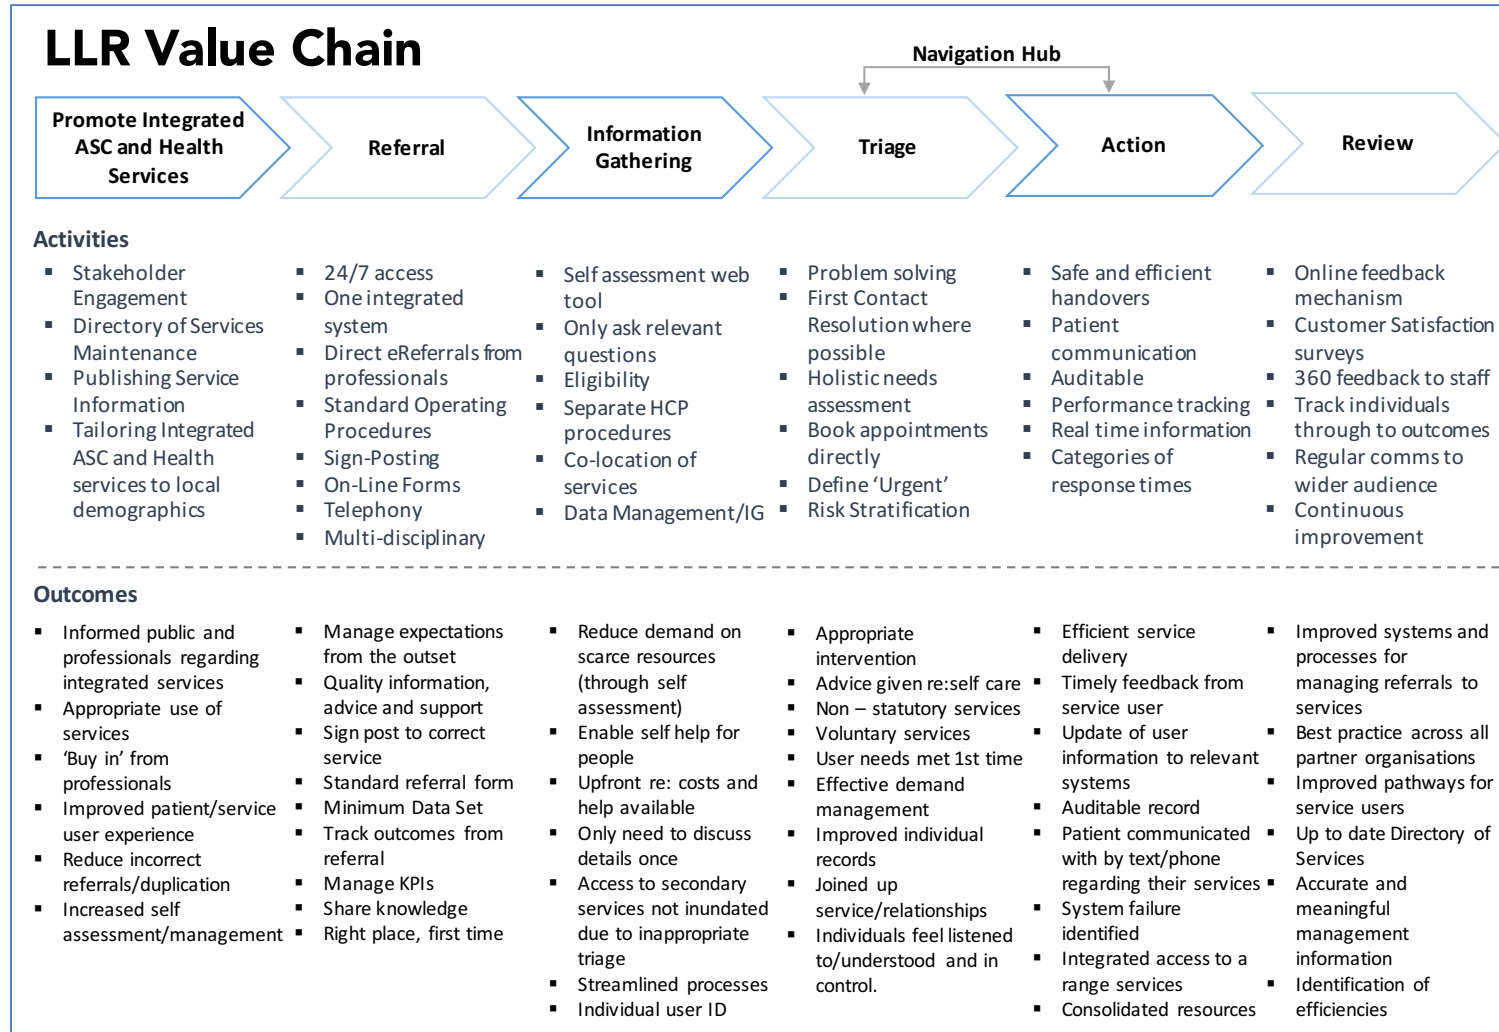 LLR Value Chain
Navigation Hub
Promote Integrated
ASC and Health
Services
Referral
Information
Gathering
Triage
Action
Review
Activities
▪ Stakeholder
Engagement
▪ Directory of Services
Maintenance
▪ Publishing Service
Information
▪ Tailoring Integrated
ASC and Health
services to local
demographics
▪ 24/7 access
▪ One integrated
system
▪ Direct eReferrals from
professionals
▪ Standard Operating
Procedures
▪ Sign-Posting
▪ On-Line Forms
▪ Telephony
▪ Multi-disciplinary
▪ Self assessment web
tool
▪ Only ask relevant
questions
▪ Eligibility
▪ Separate HCP
procedures
▪ Co-location of
services
▪ Data Management/IG
▪ Problem solving
▪ First Contact
Resolution where
possible
▪ Holistic needs
assessment
▪ Book appointments
directly
▪ Define ‘Urgent’
▪ Risk Stratification
▪ Safe and efficient
handovers
▪ Patient
communication
▪ Auditable
▪ Performance tracking
▪ Real time information
▪ Categories of
response times
▪ Online feedback
mechanism
▪ Customer Satisfaction
surveys
▪ 360 feedback to staff
▪ Track individuals
through to outcomes
▪ Regular comms to
wider audience
▪ Continuous
improvement
Outcomes
▪ Informed public and
professionals regarding
integrated services
▪ Appropriate use of
services
▪ ‘Buy in’ from
professionals
▪ Improved patient/service
user experience
▪ Reduce incorrect
referrals/duplication
▪ Increased self
assessment/management
▪ Manage expectations
from the outset
▪ Quality information,
advice and support
▪ Sign post to correct
service
▪ Standard referral form
▪ Minimum Data Set
▪ Track outcomes from
referral
▪ Manage KPIs
▪ Share knowledge
▪ Right place, first time
▪ Reduce demand on
scarce resources
(through self
assessment)
▪ Enable self help for
people
▪ Upfront re: costs and
help available
▪ Only need to discuss
details once
▪ Access to secondary
services not inundated
due to inappropriate
triage
▪ Streamlined processes
▪ Individual user ID
▪ Appropriate
intervention
▪ Advice given re:self care
▪ Non – statutory services
▪ Voluntary services
▪ User needs met 1st time
▪ Effective demand
management
▪ Improved individual
records
▪ Joined up
service/relationships
▪ Individuals feel listened
to/understood and in
control.
▪ Efficient service
delivery
▪ Timely feedback from
service user
▪ Update of user
information to relevant
systems
▪ Auditable record
▪ Patient communicated
with by text/phone
regarding their services
▪ System failure
identified
▪ Integrated access to a
range services
▪ Consolidated resources
▪ Improved systems and
processes for
managing referrals to
services
▪ Best practice across all
partner organisations
▪ Improved pathways for
service users
▪ Up to date Directory of
Services
▪ Accurate and
meaningful
management
information
▪ Identification of
efficiencies